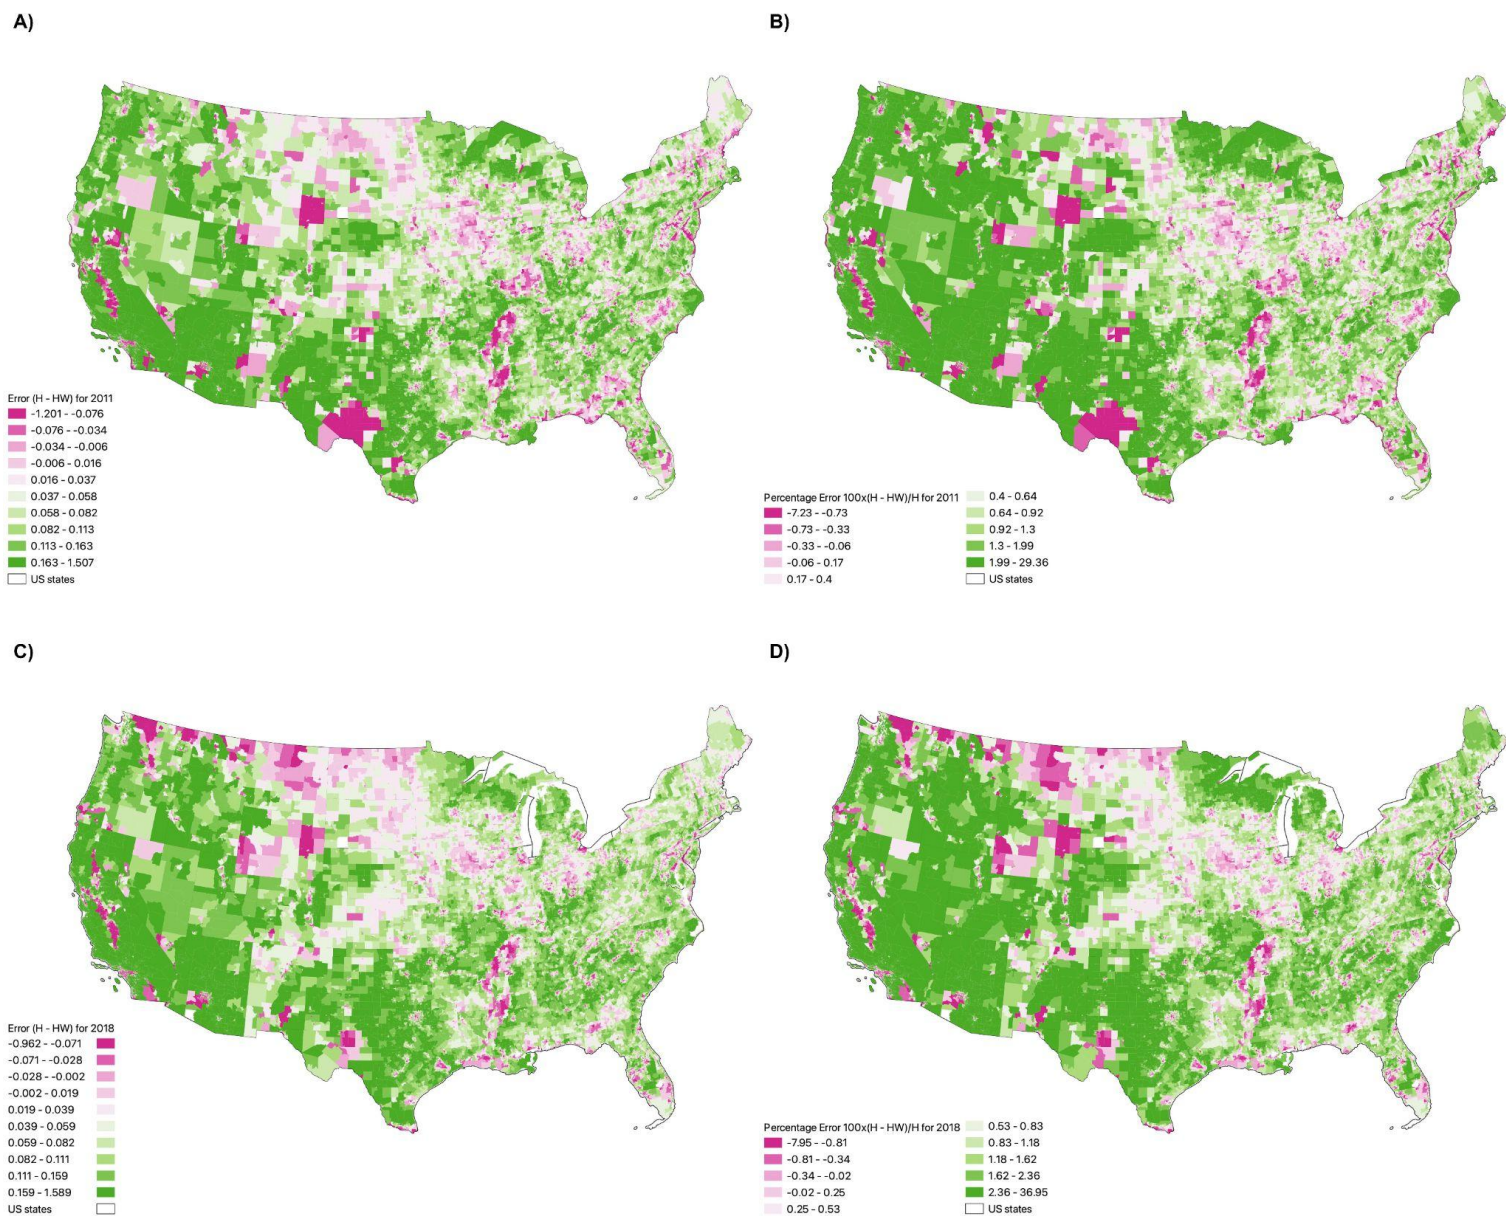 A)
B)
Error (H - HW) for 2011
-1.201 - -0.076
-0.076 - -0.034
-0.034 - -0.006
-0.006 - 0.016
0.016 - 0.037
0.037 - 0.058
0.058 - 0.082
0.082 - 0.113
0.113 - 0.163
0.163 - 1.507
US states
Percentage Error 100x(H - HW)/H for 2011
-7.23 - -0.73
-0.73 - -0.33
-0.33 - -0.06
-0.06 - 0.17
0.17 - 0.4
0.4 - 0.64
0.64 - 0.92
0.92 - 1.3
1.3 - 1.99
1.99 - 29.36
US states
C)
D)
Error (H - HW) for 2018
-0.962 - -0.071
-0.071 - -0.028
-0.028 - -0.002
-0.002 - 0.019
0.019 - 0.039
0.039 - 0.059
0.059 - 0.082
0.082 - 0.111
0.111 - 0.159
0.159 - 1.589
US states
Percentage Error 100x(H - HW)/H for 2018
-7.95 - -0.81
-0.81 - -0.34
-0.34 - -0.02
-0.02 - 0.25
0.25 - 0.53
0.53 - 0.83
0.83 - 1.18
1.18 - 1.62
1.62 - 2.36
2.36 - 36.95
US states